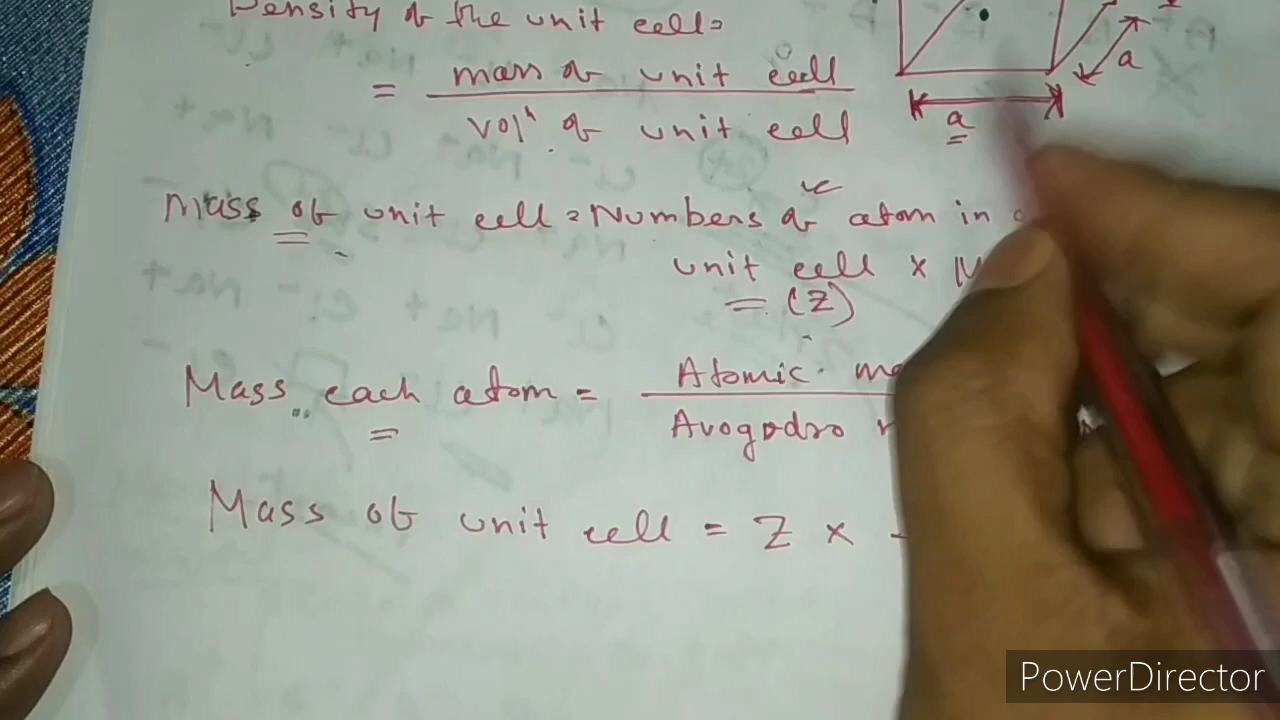 Density of the unit cell=
= mass of unit cell
Vol of unit cell
a
a
Mass of unit cell = Numbers of atom in
unit cell x M
= (Z)
Mass each atom = Atomic
Avogadro
Mass of unit cell = Z x
PowerDirector